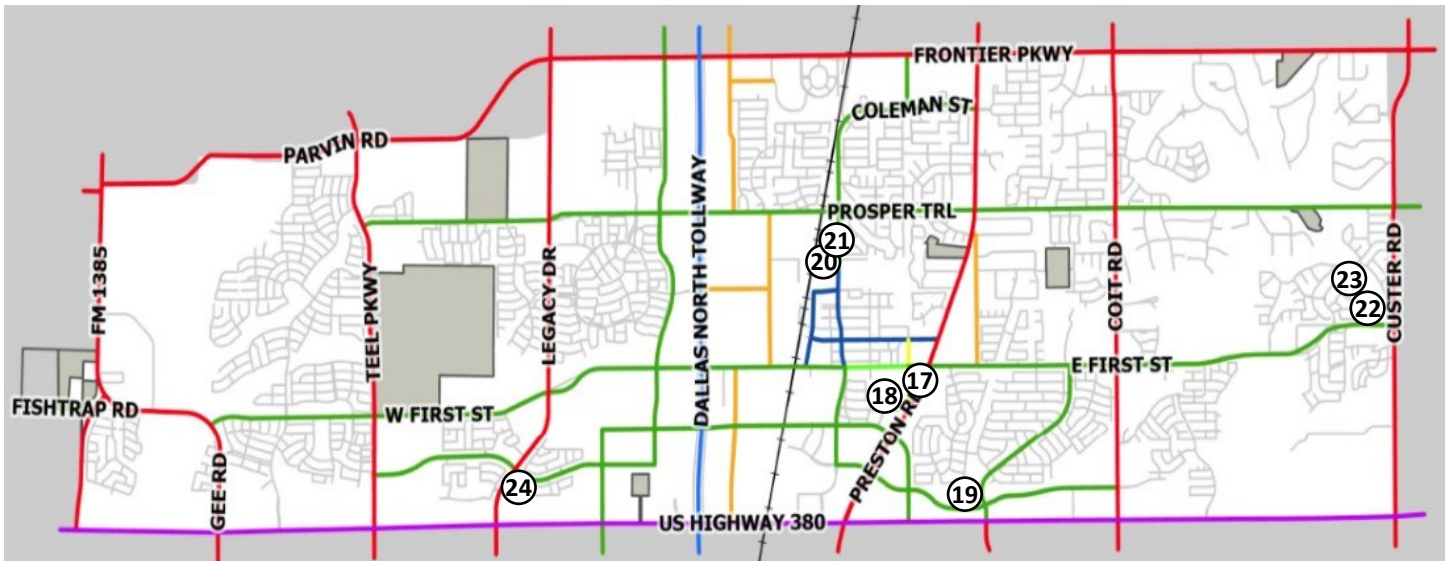 FRONTIER PKWY
COLEMAN ST
PARVIN RD
PROSPER TRL
DALLAS NORTH TOLLWAY
FM 1385
TEEL PKWY
LEGACY DR
COIT RD
CUSTER RD
21
20
23
22
E FIRST ST
17
18
FISHTRAP RD
W FIRST ST
PRESTON RD
GEE RD
24
19
US HIGHWAY 380